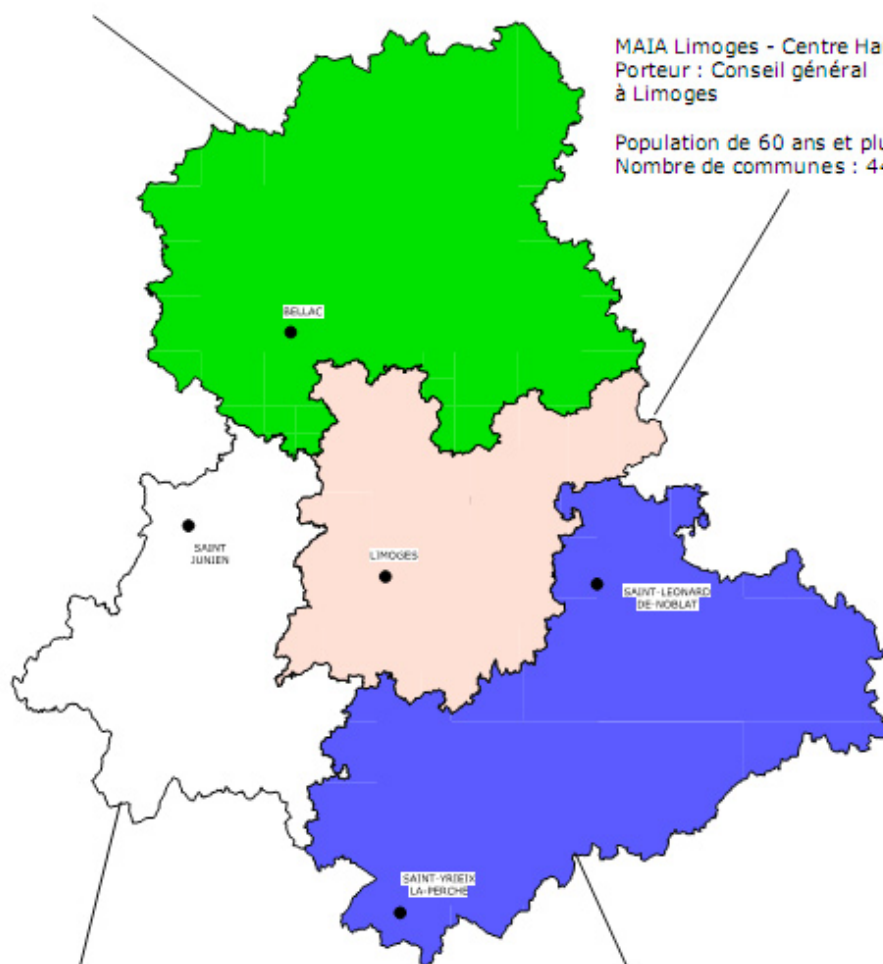 MAIA Limoges - Centre Ha
Porteur : Conseil général
à Limoges
Population de 60 ans et plu
Nombre de communes : 44
BELLAC
SAINT
JUNIEN
LIMOGES
SAINT-LEONARD
DE-NOBLAT
SAINT-YRIEIX
LA-PERCHE